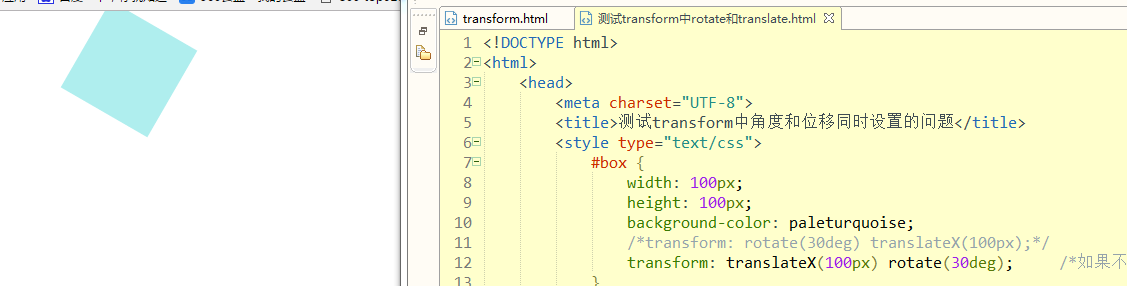 transform.html
测试transform中rotate和translate.html
1 <!DOCTYPE html>
2 <html>
3 <head>
4 <meta charset="UTF-8">
5 <title>测试transform中角度和位移同时设置的问题</title>
6 <style type="text/css">
7 #box {
8 width: 100px;
9 height: 100px;
10 background-color: paleturquoise;
11 /*transform: rotate(30deg) translateX(100px);*/
12 transform: translateX(100px) rotate(30deg); /*如果不
13 }